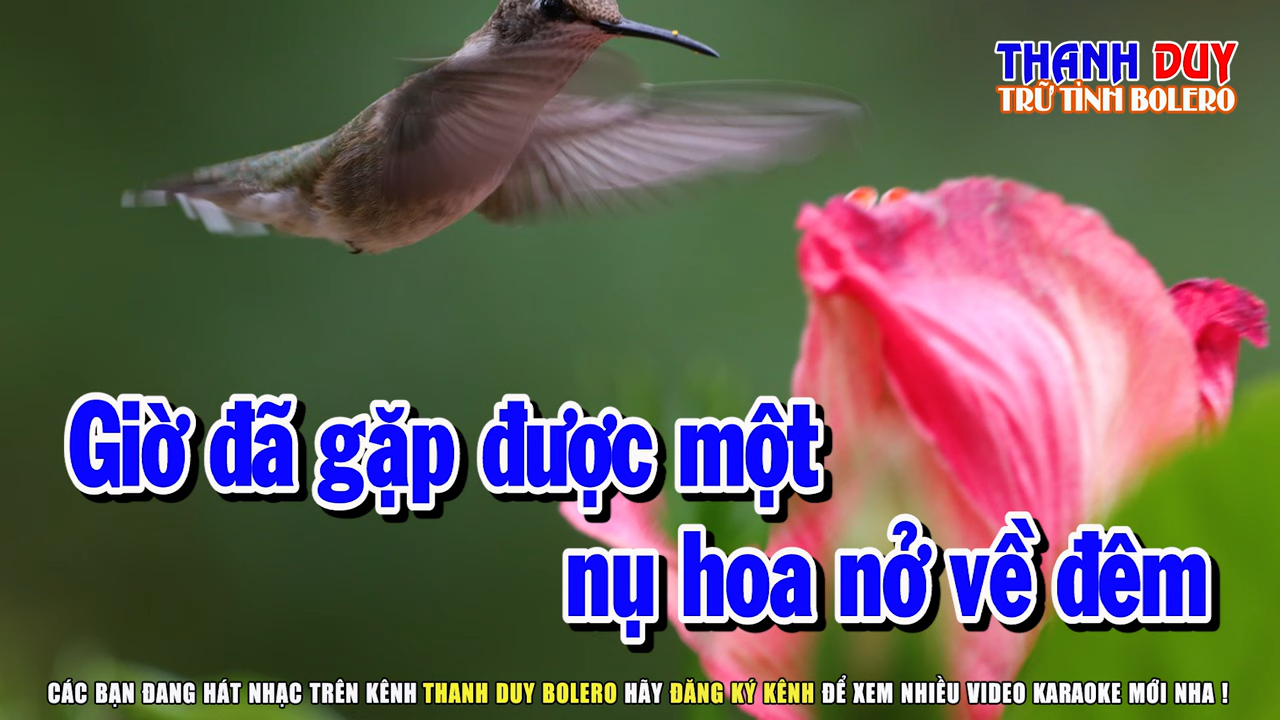 THANH DUY
TRỮ TÌNH BOLERO
Giờ đã gặp được một
nụ hoa nở về đêm
CÁC BẠN ĐANG HÁT NHẠC TRÊN KÊNH THANH DUY BOLERO HÃY ĐĂNG KÝ KÊNH ĐỂ XEM NHIỀU VIDEO KARAOKE MỚI NHA !